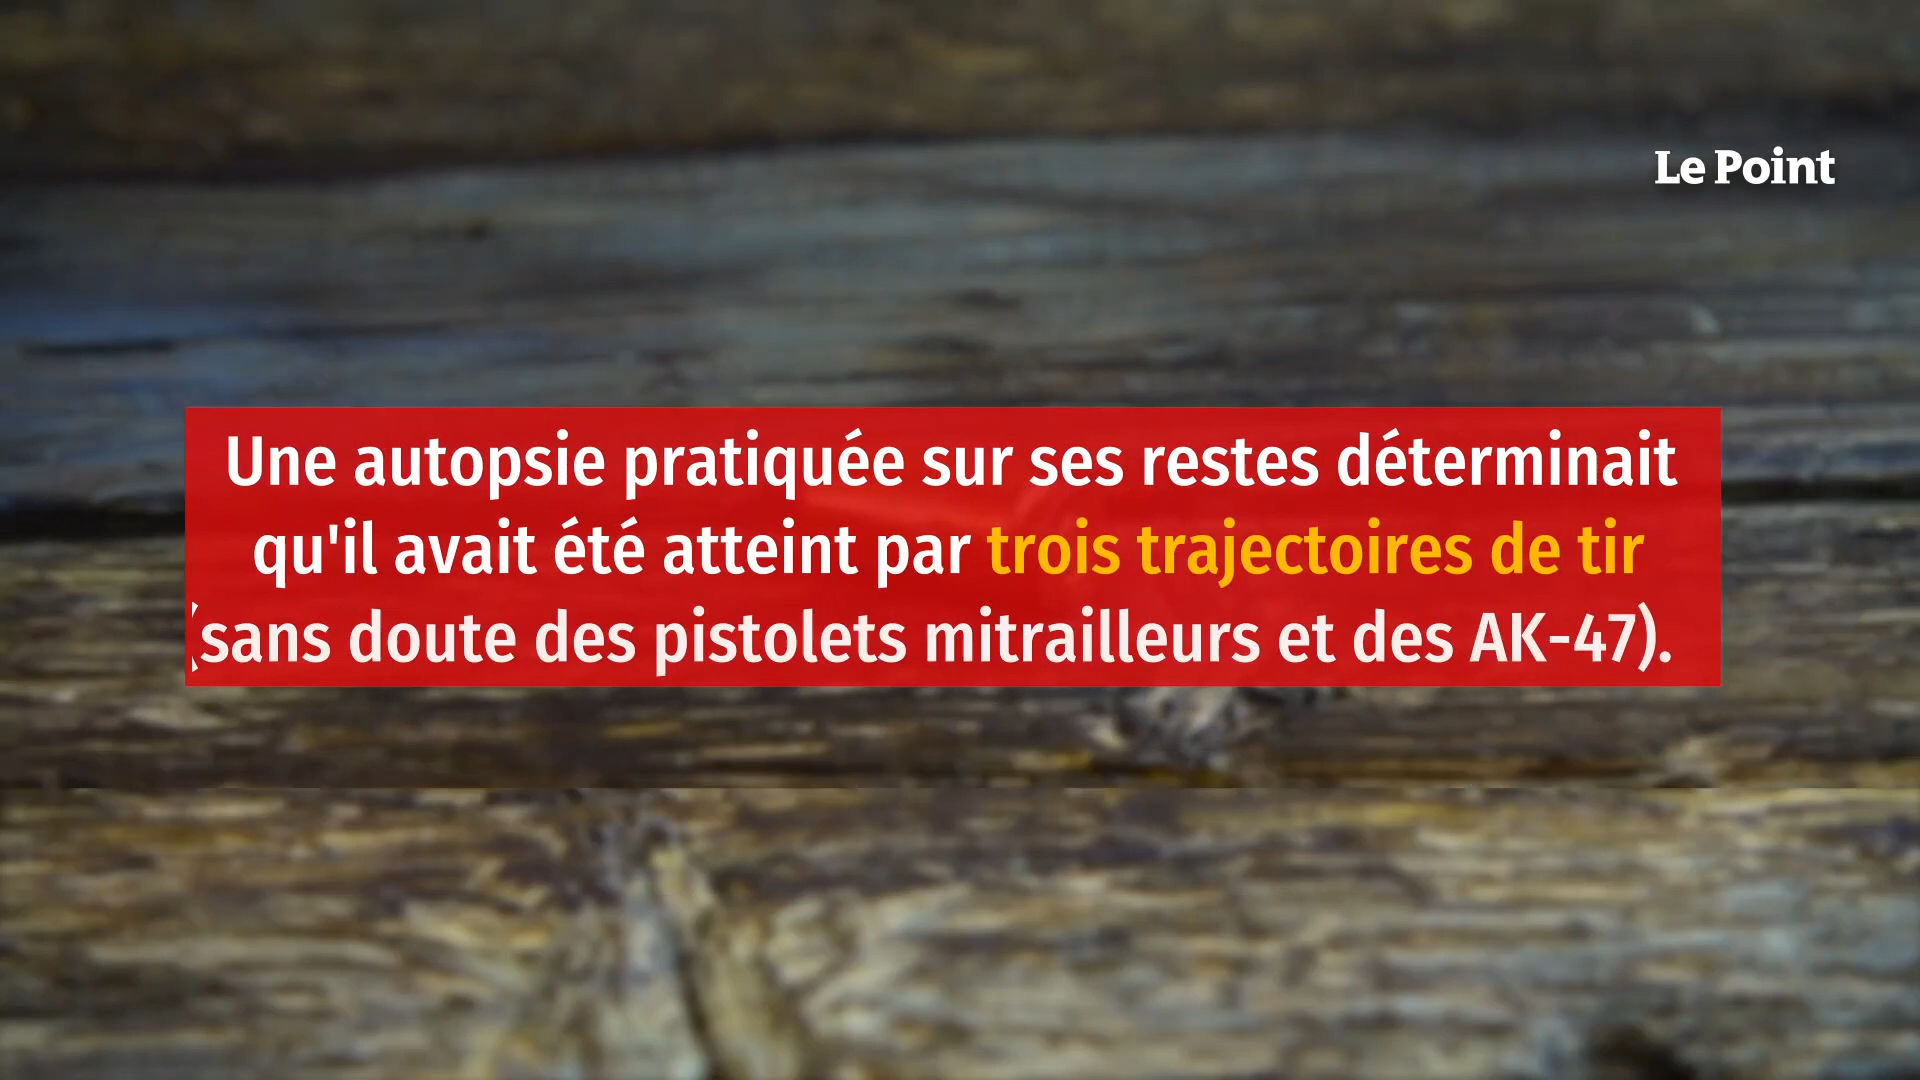 Le Point
Une autopsie pratiquée sur ses restes déterminait
qu'il avait été atteint par trois trajectoires de tir
(sans doute des pistolets mitrailleurs et des AK-47).